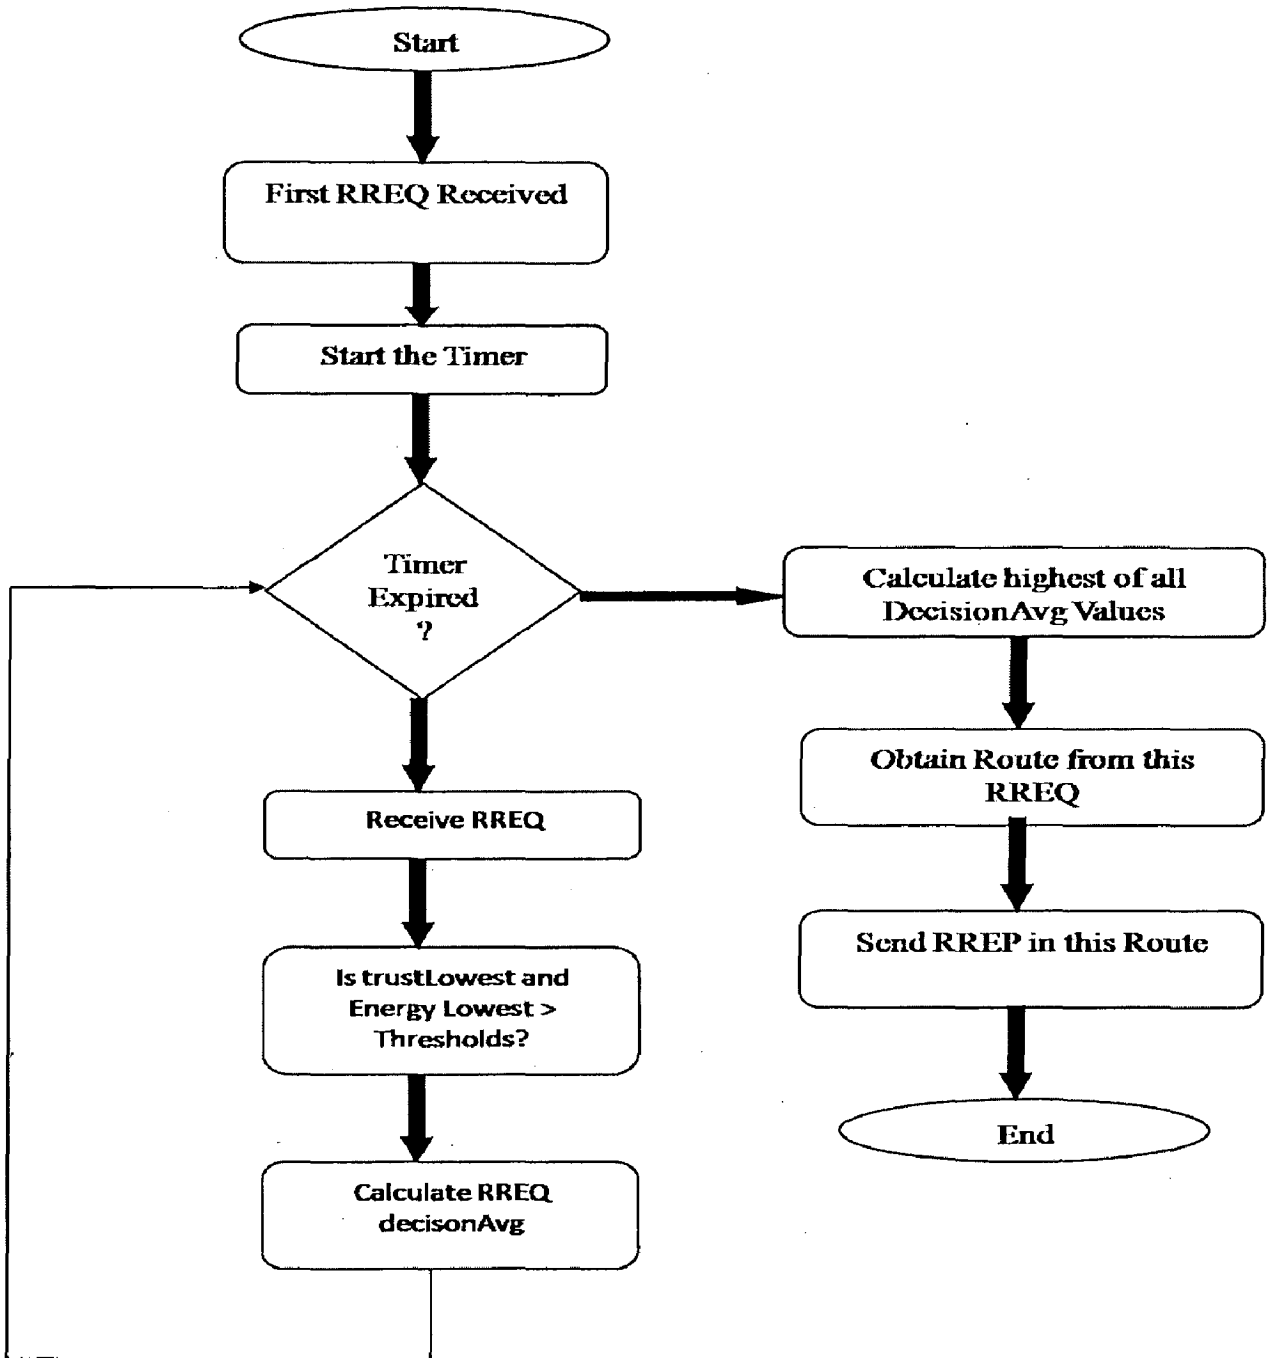 Start
First RREQ Received
Start the Timer
Timer
Expired
?
Receive RREQ
Is trustLowest and
Energy Lowest >
Thresholds?
Calculate RREQ
decisonAvg
Calculate highest of all
DecisionAvg Values
Obtain Route from this
RREQ
Send RREP in this Route
End